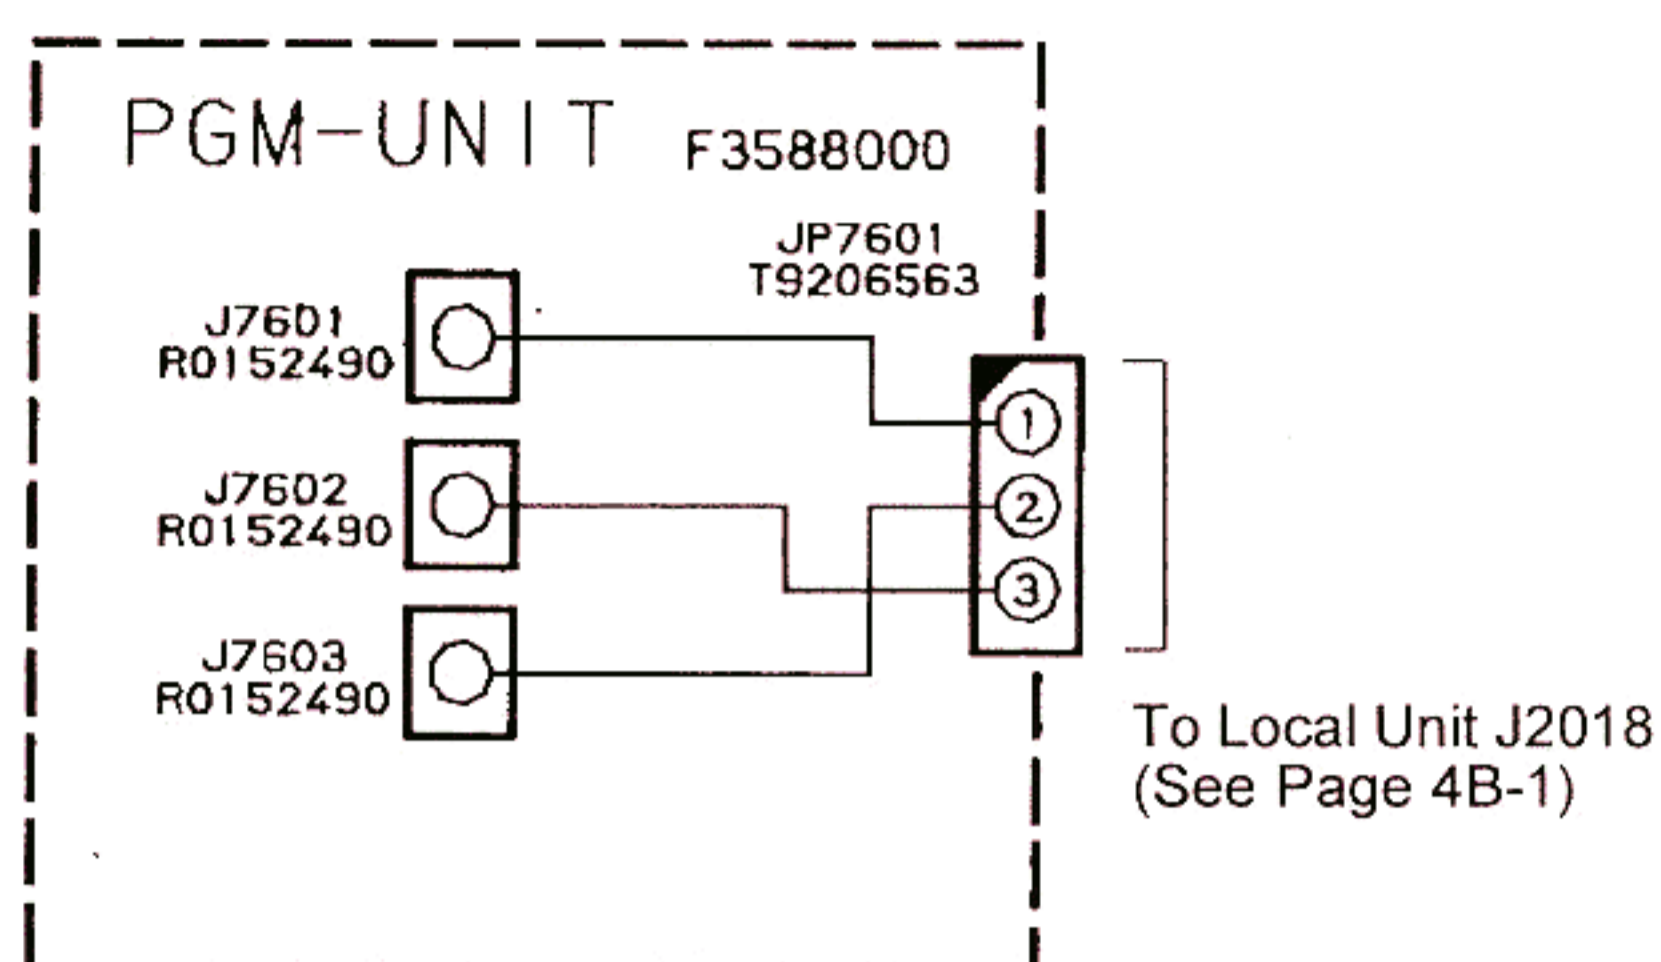 PGM-UNIT F3588000
JP7601
T9206563
J7601
R0152490
1
J7602
R0152490
2
3
J7603
R0152490
To Local Unit J2018
(See Page 4B-1)